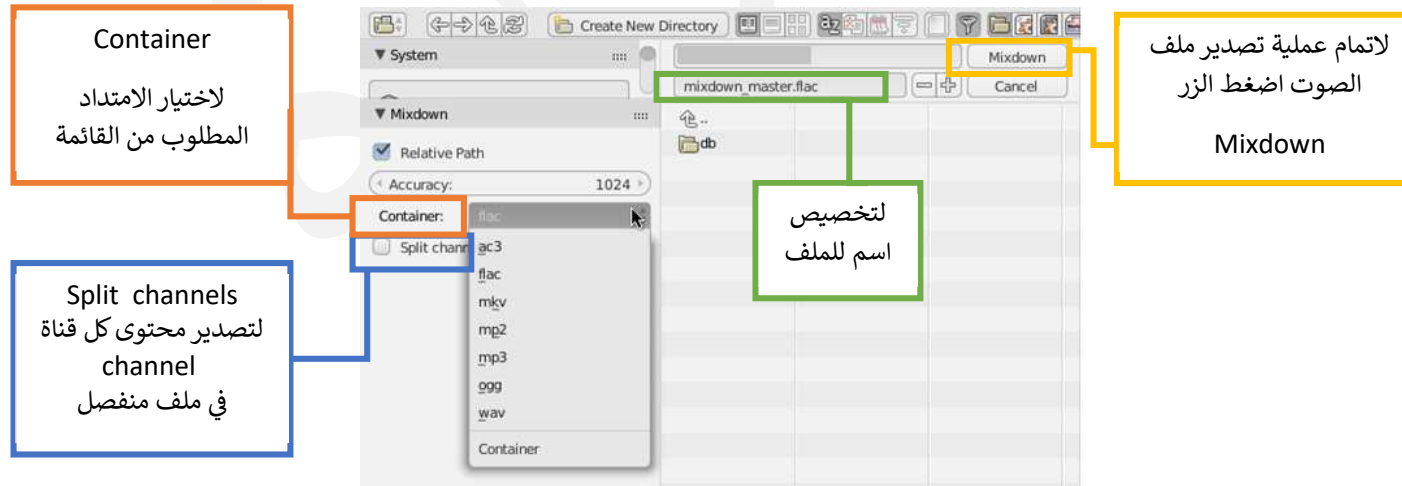 Container
لاختيار الامتداد
المطلوب من القائمة
Split channels
لتصدير محتوى كل قناة
channel
في ملف منفصل
Create New Directory
▼ System
▼ Mixdown
Relative Path
Accuracy: 1024
Container: flac
Split chann
ac3
flac
mkv
mp2
mp3
ogg
wav
Container
Mixdown
mixdown_master.flac
Cancel
..
db
لتخصيص
اسم للملف
لاتمام عملية تصدير ملف
الصوت اضغط الزر
Mixdown